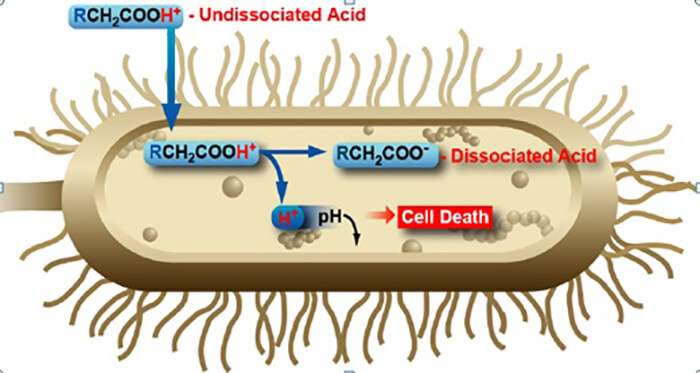 RCH₂COOH⁺ - Undissociated Acid
RCH₂COOH⁺
RCH₂COO⁻ - Dissociated Acid
H⁺ pH
Cell Death